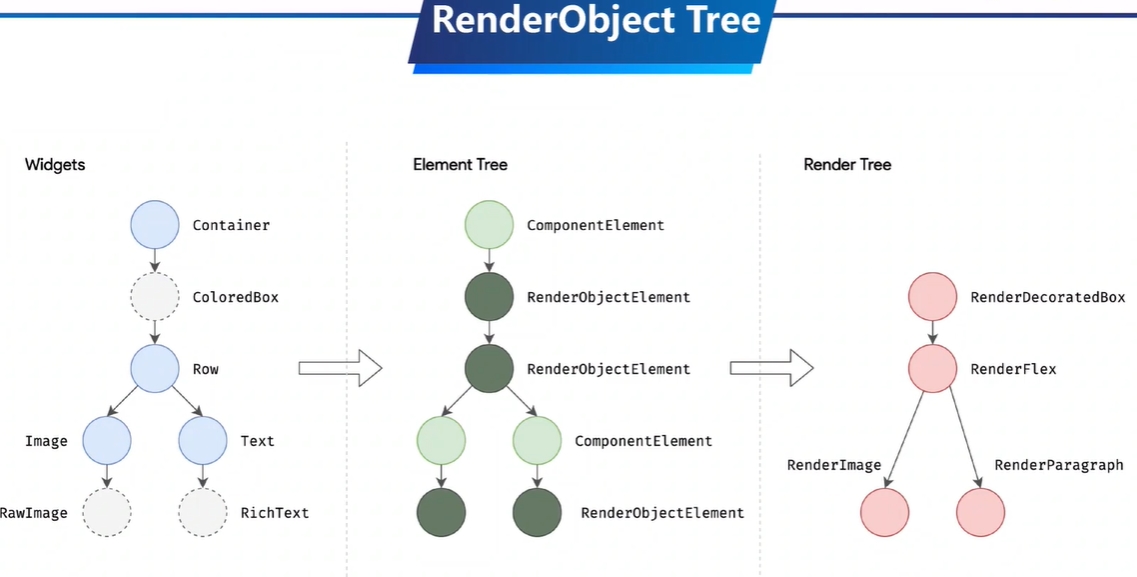 RenderObject Tree
Widgets
Container
ColoredBox
Row
Image
Text
RawImage
RichText
Element Tree
ComponentElement
RenderObjectElement
RenderObjectElement
ComponentElement
RenderObjectElement
Render Tree
RenderDecoratedBox
RenderFlex
RenderImage
RenderParagraph